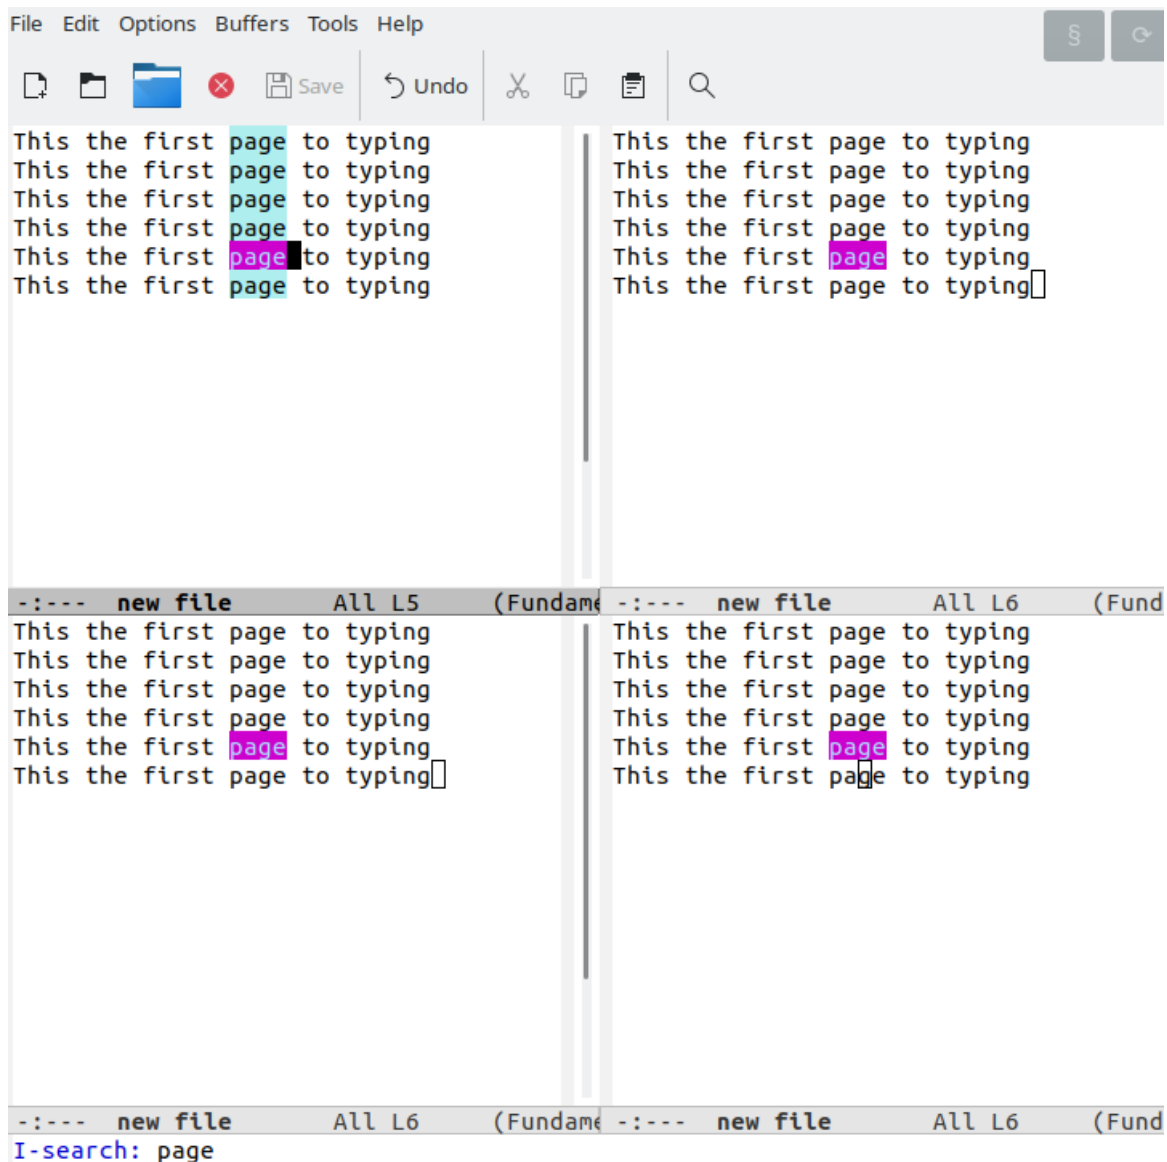 File Edit Options Buffers Tools Help
§ ⟳
Save Undo
This the first page to typing
This the first page to typing
This the first page to typing
This the first page to typing
This the first page to typing
This the first page to typing
-:--- new file All L5 (Fundame
This the first page to typing
This the first page to typing
This the first page to typing
This the first page to typing
This the first page to typing
This the first page to typing
-:--- new file All L6 (Fund
This the first page to typing
This the first page to typing
This the first page to typing
This the first page to typing
This the first page to typing
This the first page to typing
-:--- new file All L6 (Fundame
This the first page to typing
This the first page to typing
This the first page to typing
This the first page to typing
This the first page to typing
This the first page to typing
-:--- new file All L6 (Fund
I-search: page